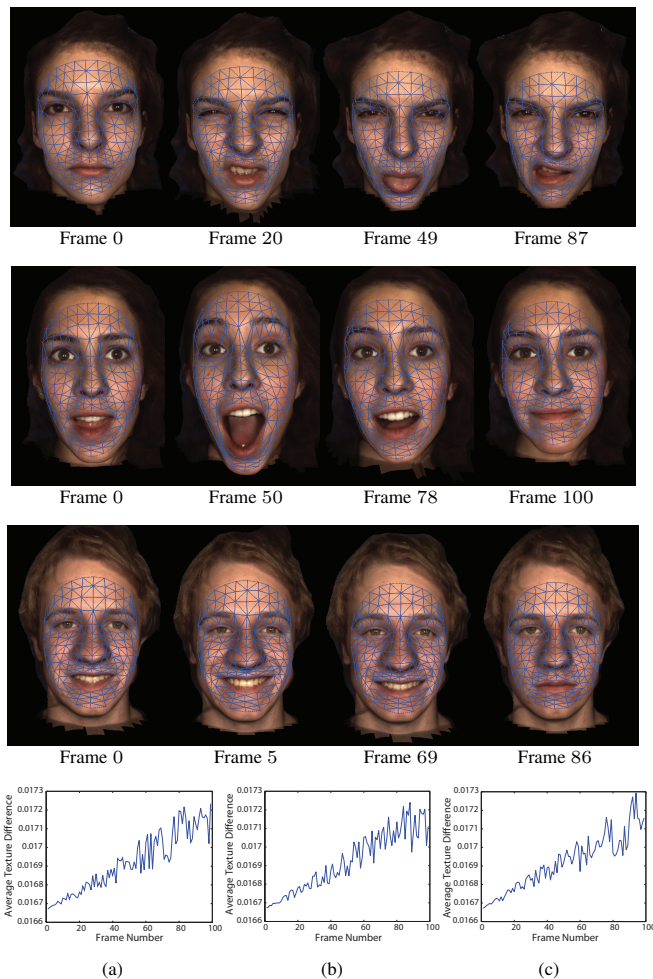 Frame 0 Frame 20 Frame 49 Frame 87
Frame 0 Frame 50 Frame 78 Frame 100
Frame 0 Frame 5 Frame 69 Frame 86
Average Texture Difference
0.0173
0.0172
0.0171
0.017
0.0169
0.0168
0.0167
0.0166
0 20 40 60 80 100
Frame Number
(a)
Average Texture Difference
0.0173
0.0172
0.0171
0.017
0.0169
0.0168
0.0167
0.0166
0 20 40 60 80 100
Frame Number
(b)
Average Texture Difference
0.0173
0.0172
0.0171
0.017
0.0169
0.0168
0.0167
0.0166
0 20 40 60 80 100
Frame Number
(c)